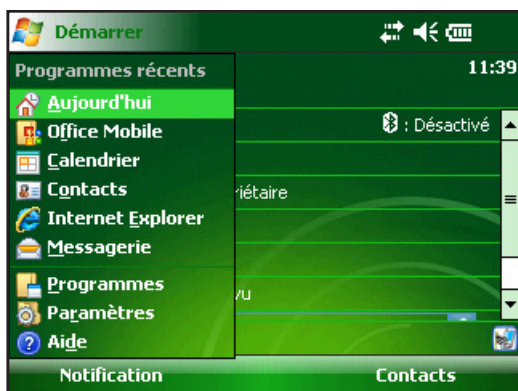 Démarrer
Programmes récents
11:39
Aujourd'hui
: Désactivé
Office Mobile
Calendrier
Contacts
riétaire
Internet Explorer
Messagerie
Programmes
vu
Paramètres
Aide
Notification
Contacts